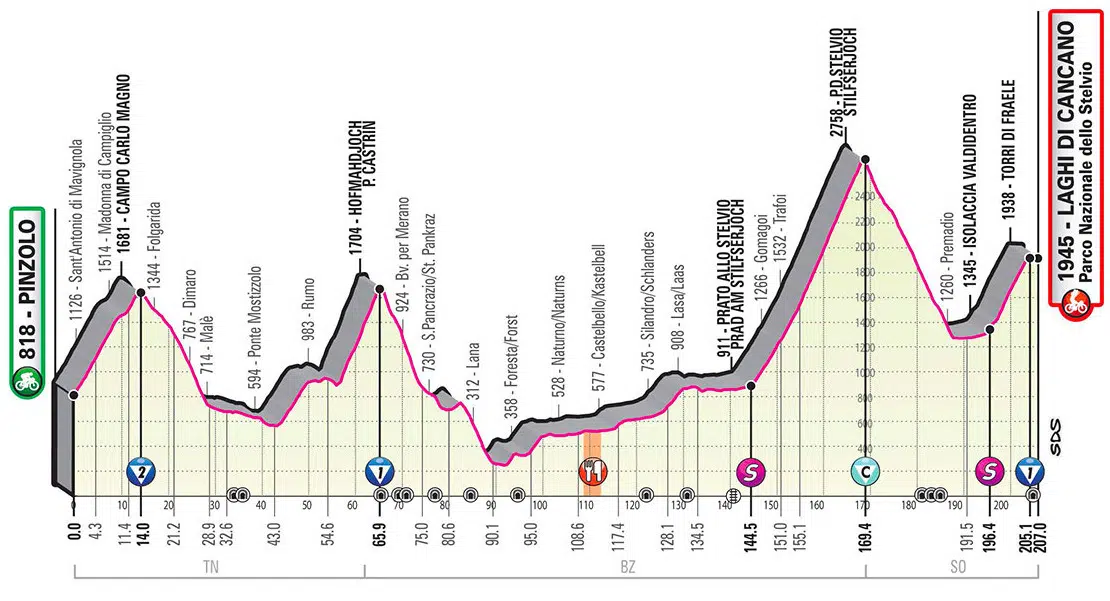 818 - PINZOLO
1126 - Sant'Antonio di Mavignola
1514 - Madonna di Campiglio
1681 - CAMPO CARLO MAGNO
1344 - Folgarida
767 - Dimaro
714 - Malè
594 - Ponte Mostizzolo
983 - Rumo
1704 - HOFMAHDJOCH
P. CASTRIN
924 - Bv. per Merano
730 - S.Pancrazio/St. Pankraz
312 - Lana
358 - Foresta/Forst
528 - Naturno/Naturns
577 - Castelbello/Kastelbell
735 - Silandro/Schlanders
908 - Lasa/Laas
911 - PRATO ALLO STELVIO
PRAD AM STILFSERJOCH
1266 - Gomagoi
1532 - Trafoi
2758 - P.D.STELVIO
STILFSERJOCH
1260 - Premadio
1345 - ISOLACCIA VALDIDENTRO
1938 - TORRI DI FRAELE
1945 - LAGHI DI CANCANO
Parco Nazionale dello Stelvio
2400
2200
2000
1800
1600
1400
1200
1000
800
600
400
2
1
S
C
S
1
SDS
0 10 20 30 40 50 60 70 80 90 100 110 120 130 140 150 160 170 180 190 200
0.0 4.3 11.4 14.0 21.2 28.9 32.6 43.0 54.6 65.9 75.0 80.6 90.1 95.0 108.6 117.4 128.1 134.5 144.5 151.0 155.1 169.4 191.5 196.4 205.1 207.0
TN BZ SO